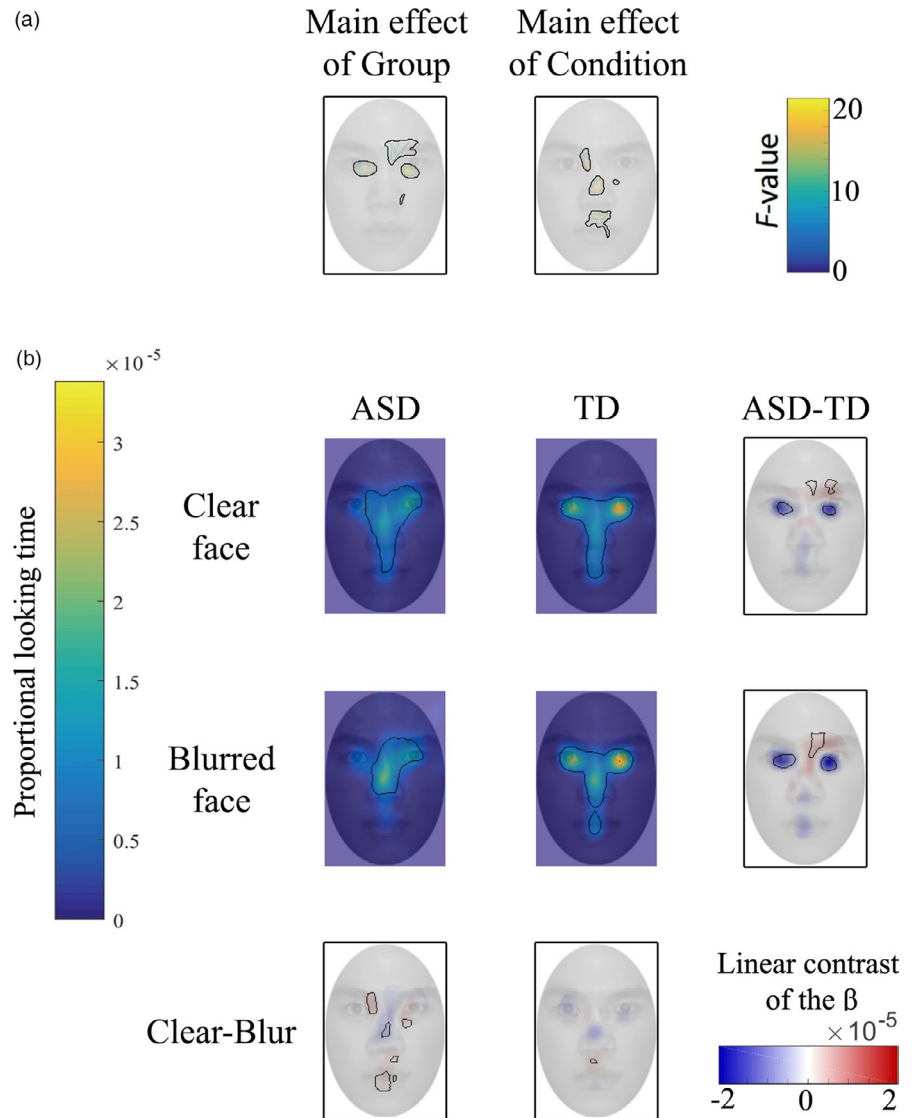 (a)
Main effect
of Group
Main effect
of Condition
F-value
20
10
0
(b)
×10⁻⁵
3
2.5
2
1.5
1
0.5
0
Proportional looking time
ASD
TD
ASD-TD
Clear
face
Blurred
face
Clear-Blur
Linear contrast
of the β
×10⁻⁵
-2
0
2